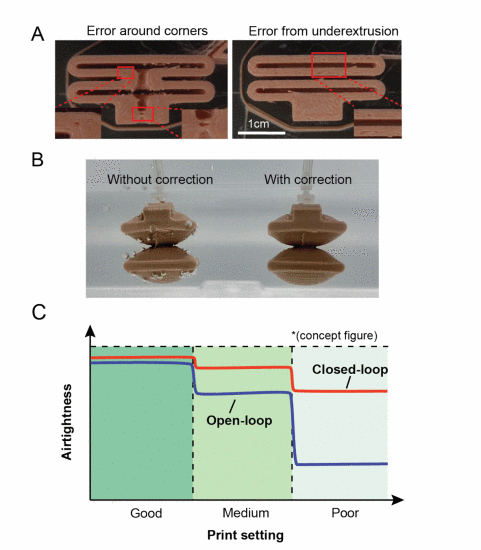 A
Error around corners
Error from underextrusion
1cm
B
Without correction
With correction
C
*(concept figure)
Closed-loop
Open-loop
Airtightness
Good
Medium
Poor
Print setting